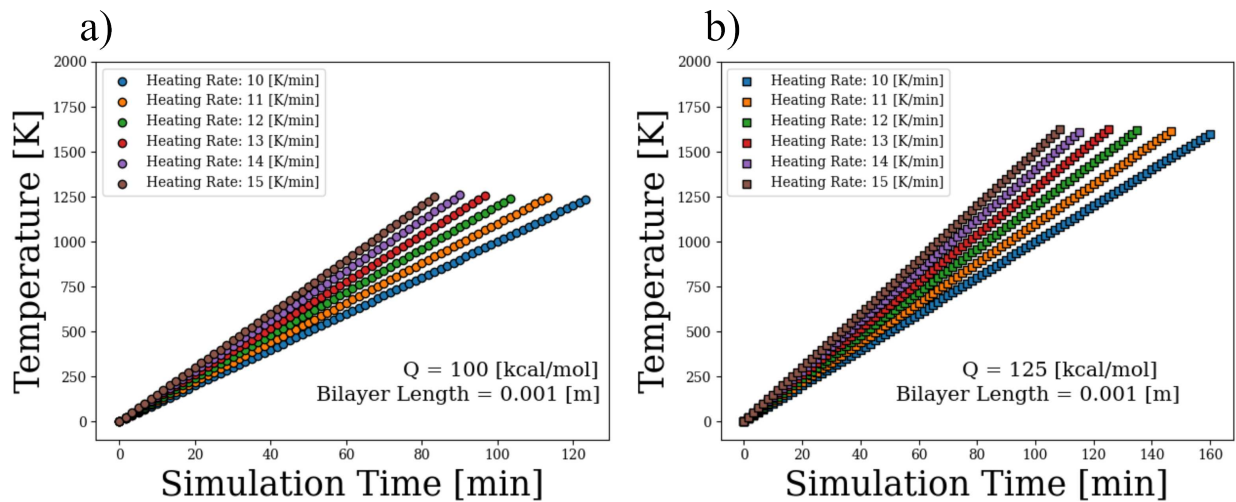 a)
Temperature [K]
2000
1750
1500
1250
1000
750
500
250
0
Heating Rate: 10 [K/min]
Heating Rate: 11 [K/min]
Heating Rate: 12 [K/min]
Heating Rate: 13 [K/min]
Heating Rate: 14 [K/min]
Heating Rate: 15 [K/min]
Q = 100 [kcal/mol]
Bilayer Length = 0.001 [m]
0 20 40 60 80 100 120
Simulation Time [min]
b)
Temperature [K]
2000
1750
1500
1250
1000
750
500
250
0
Heating Rate: 10 [K/min]
Heating Rate: 11 [K/min]
Heating Rate: 12 [K/min]
Heating Rate: 13 [K/min]
Heating Rate: 14 [K/min]
Heating Rate: 15 [K/min]
Q = 125 [kcal/mol]
Bilayer Length = 0.001 [m]
0 20 40 60 80 100 120 140 160
Simulation Time [min]